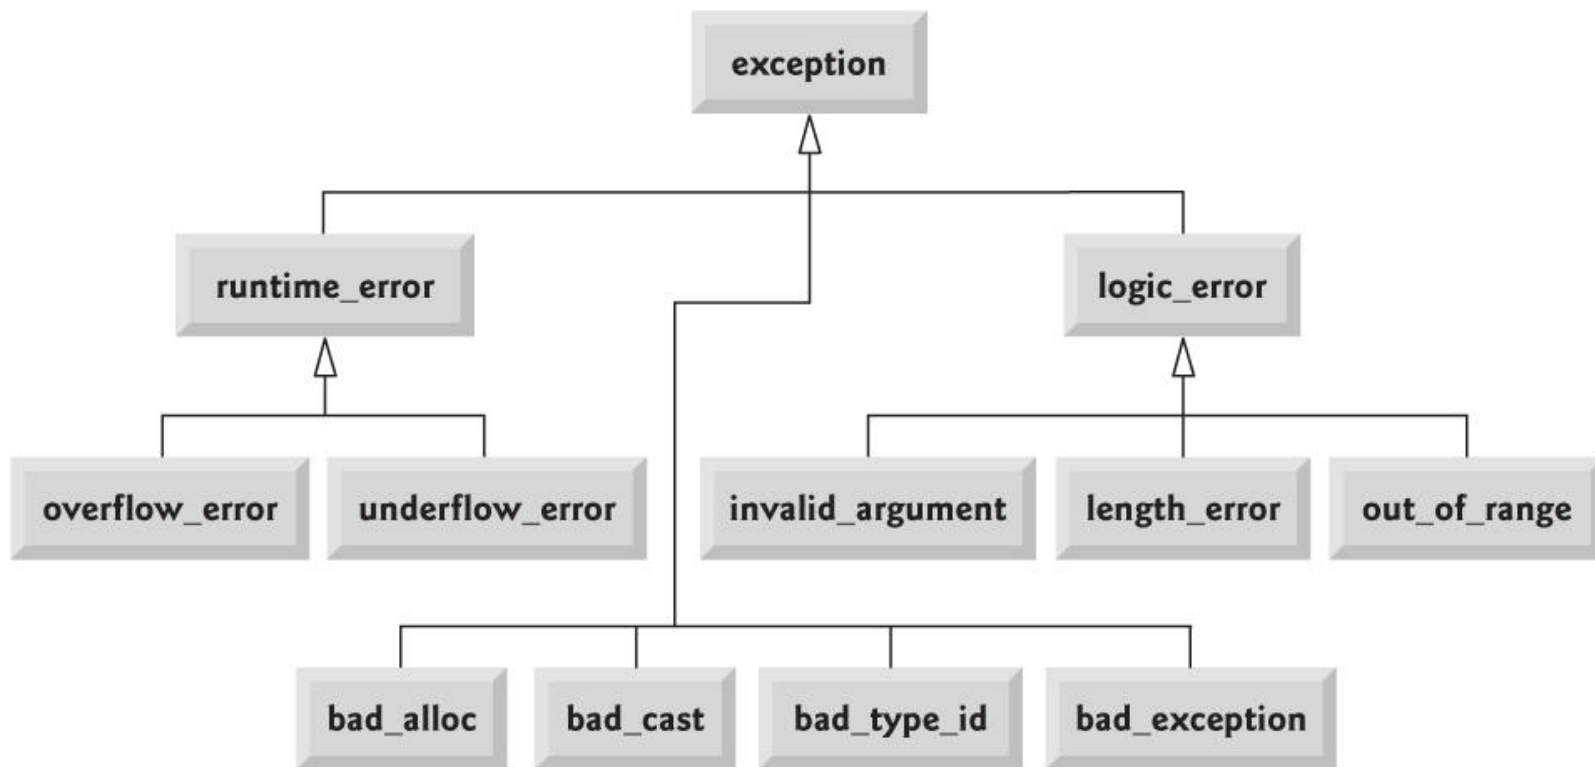 exception
runtime_error
logic_error
overflow_error
underflow_error
invalid_argument
length_error
out_of_range
bad_alloc
bad_cast
bad_type_id
bad_exception